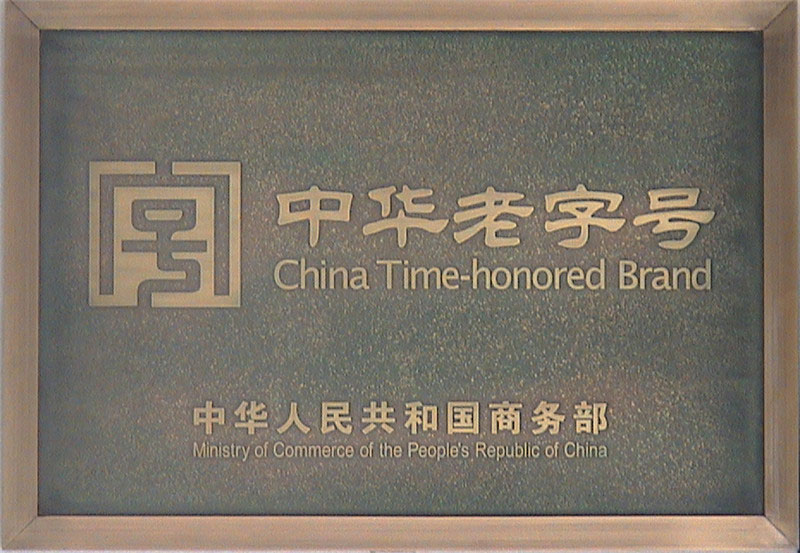 中华老字号
China Time-honored Brand
中华人民共和国商务部
Ministry of Commerce of the People's Republic of China